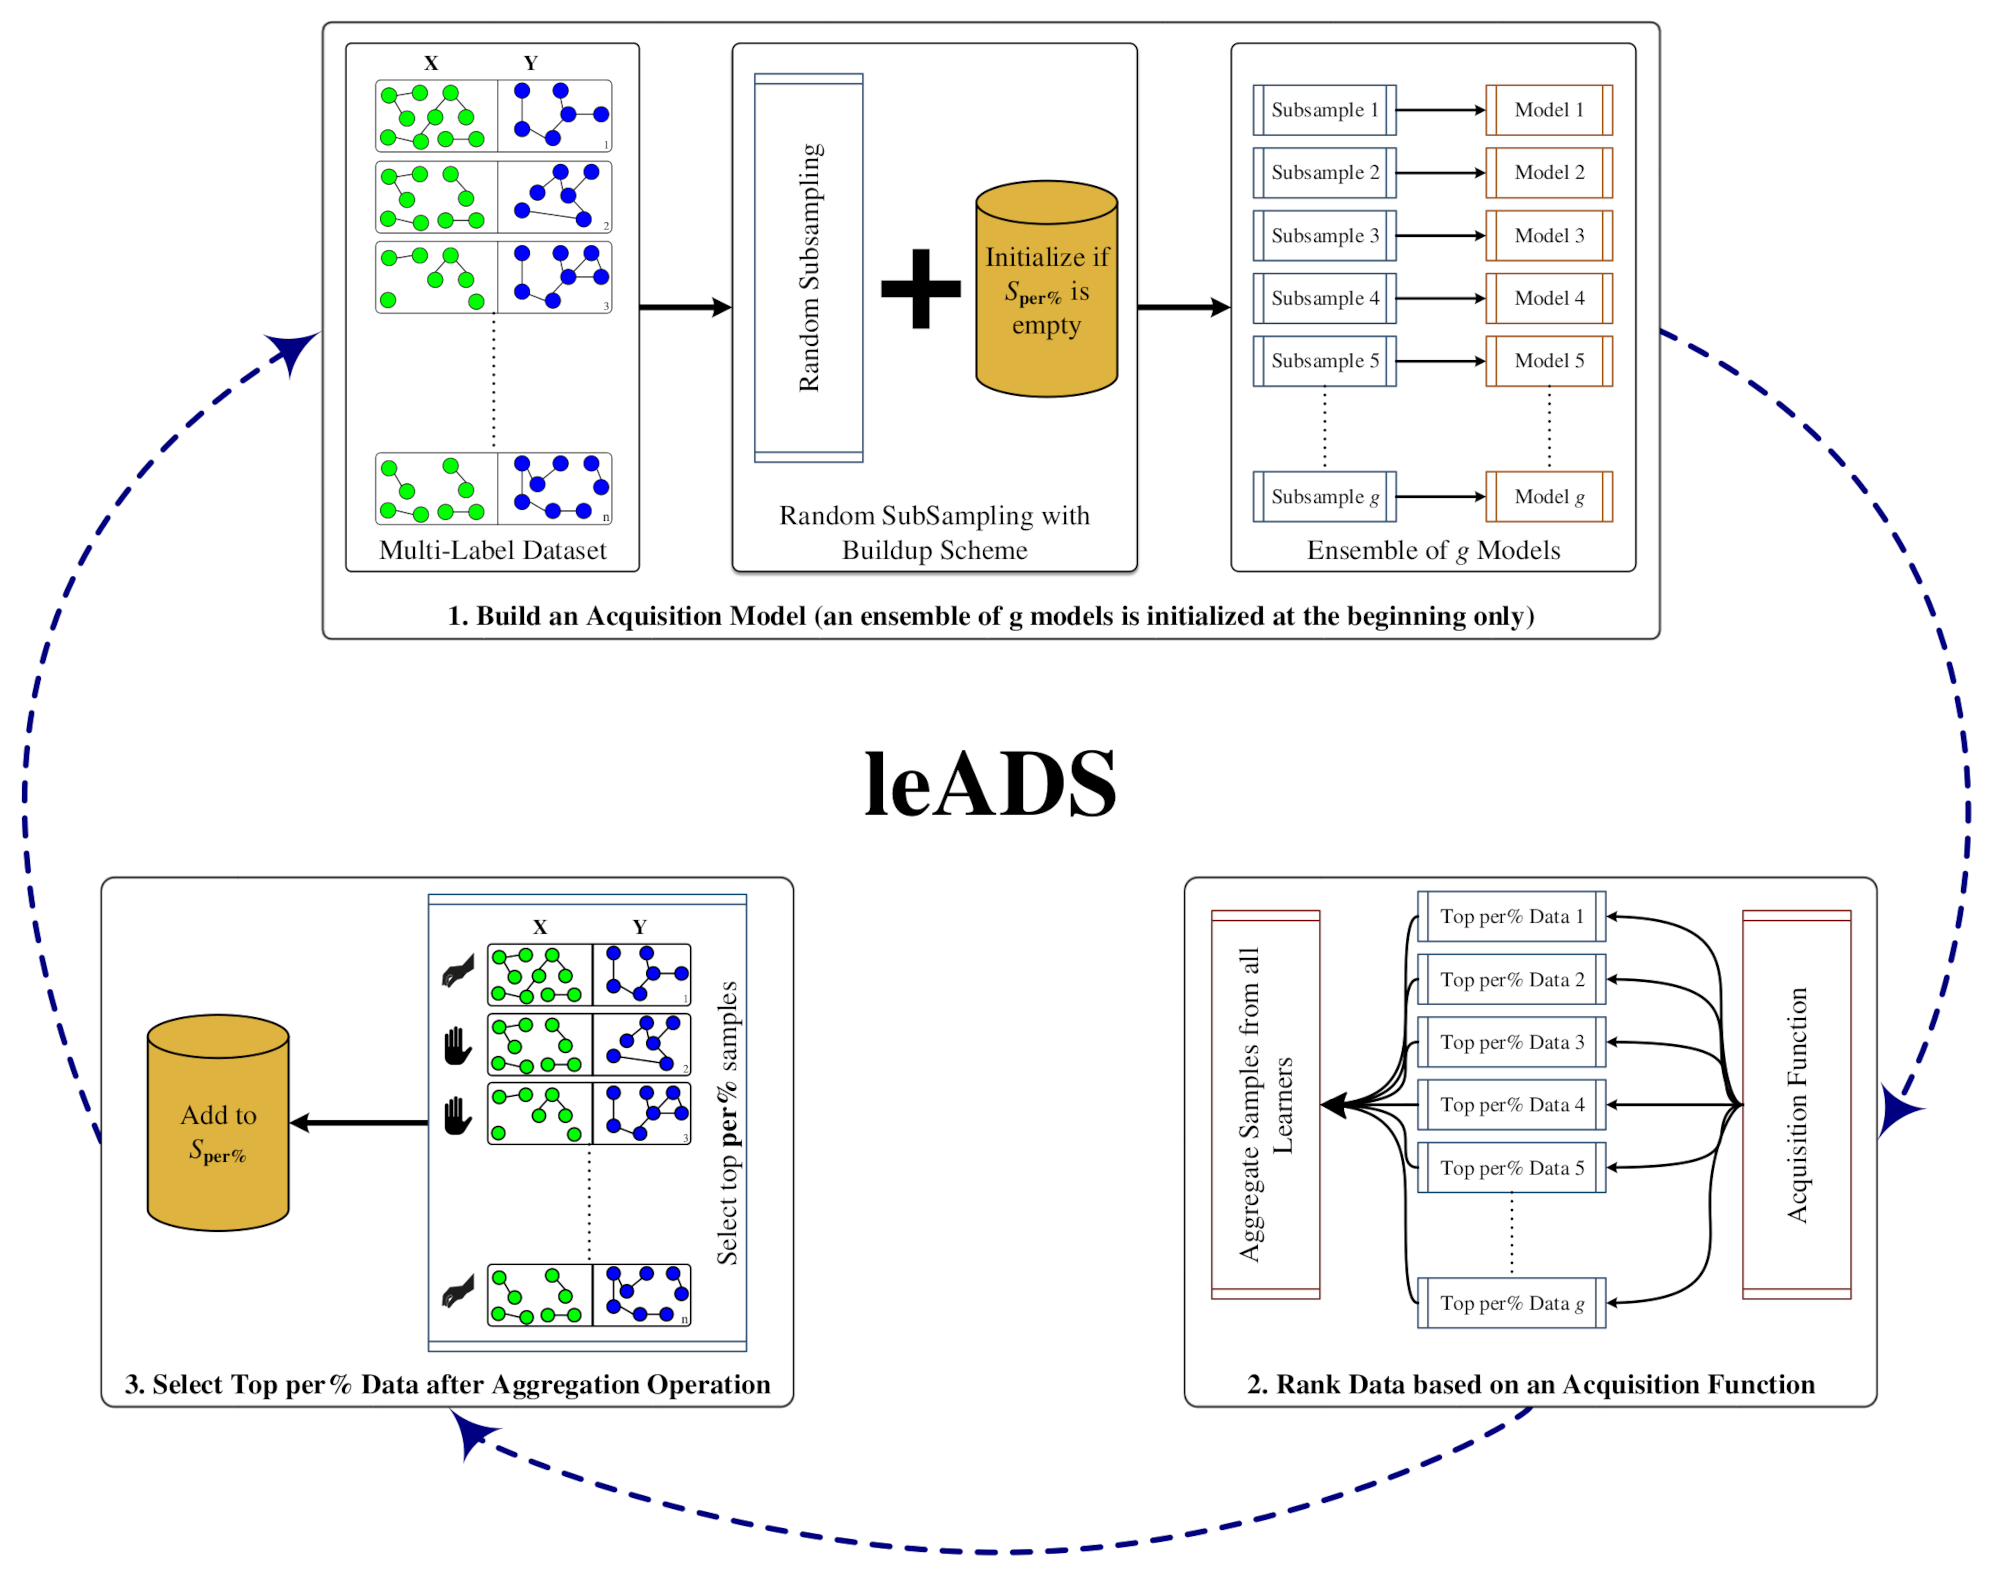 X Y
1
2
3
n
Multi-Label Dataset
Random Subsampling
Initialize if
Sper% is
empty
Random SubSampling with
Buildup Scheme
Subsample 1
Model 1
Subsample 2
Model 2
Subsample 3
Model 3
Subsample 4
Model 4
Subsample 5
Model 5
Subsample g
Model g
Ensemble of g Models
1. Build an Acquisition Model (an ensemble of g models is initialized at the beginning only)
leADS
Add to
Sper%
X Y
1
2
3
n
Select top per% samples
3. Select Top per% Data after Aggregation Operation
Aggregate Samples from all
Learners
Top per% Data 1
Top per% Data 2
Top per% Data 3
Top per% Data 4
Top per% Data 5
Top per% Data g
Acquisition Function
2. Rank Data based on an Acquisition Function